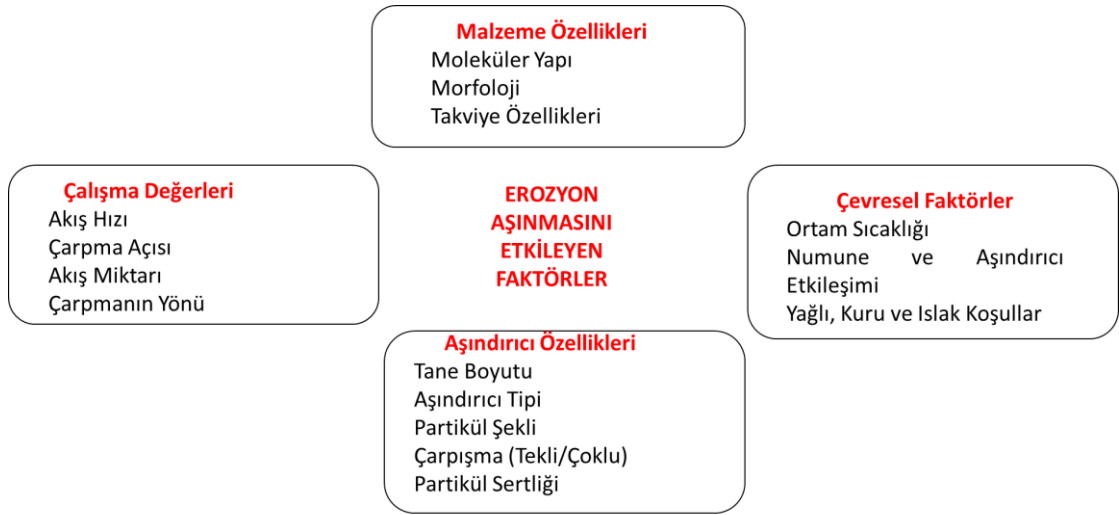 Malzeme Özellikleri
Moleküler Yapı
Morfoloji
Takviye Özellikleri
Çalışma Değerleri
Akış Hızı
Çarpma Açısı
Akış Miktarı
Çarpmanın Yönü
EROZYON
AŞINMASINI
ETKİLEYEN
FAKTÖRLER
Çevresel Faktörler
Ortam Sıcaklığı
Numune ve Aşındırıcı
Etkileşimi
Yağlı, Kuru ve Islak Koşullar
Aşındırıcı Özellikleri
Tane Boyutu
Aşındırıcı Tipi
Partikül Şekli
Çarpışma (Tekli/Çoklu)
Partikül Sertliği